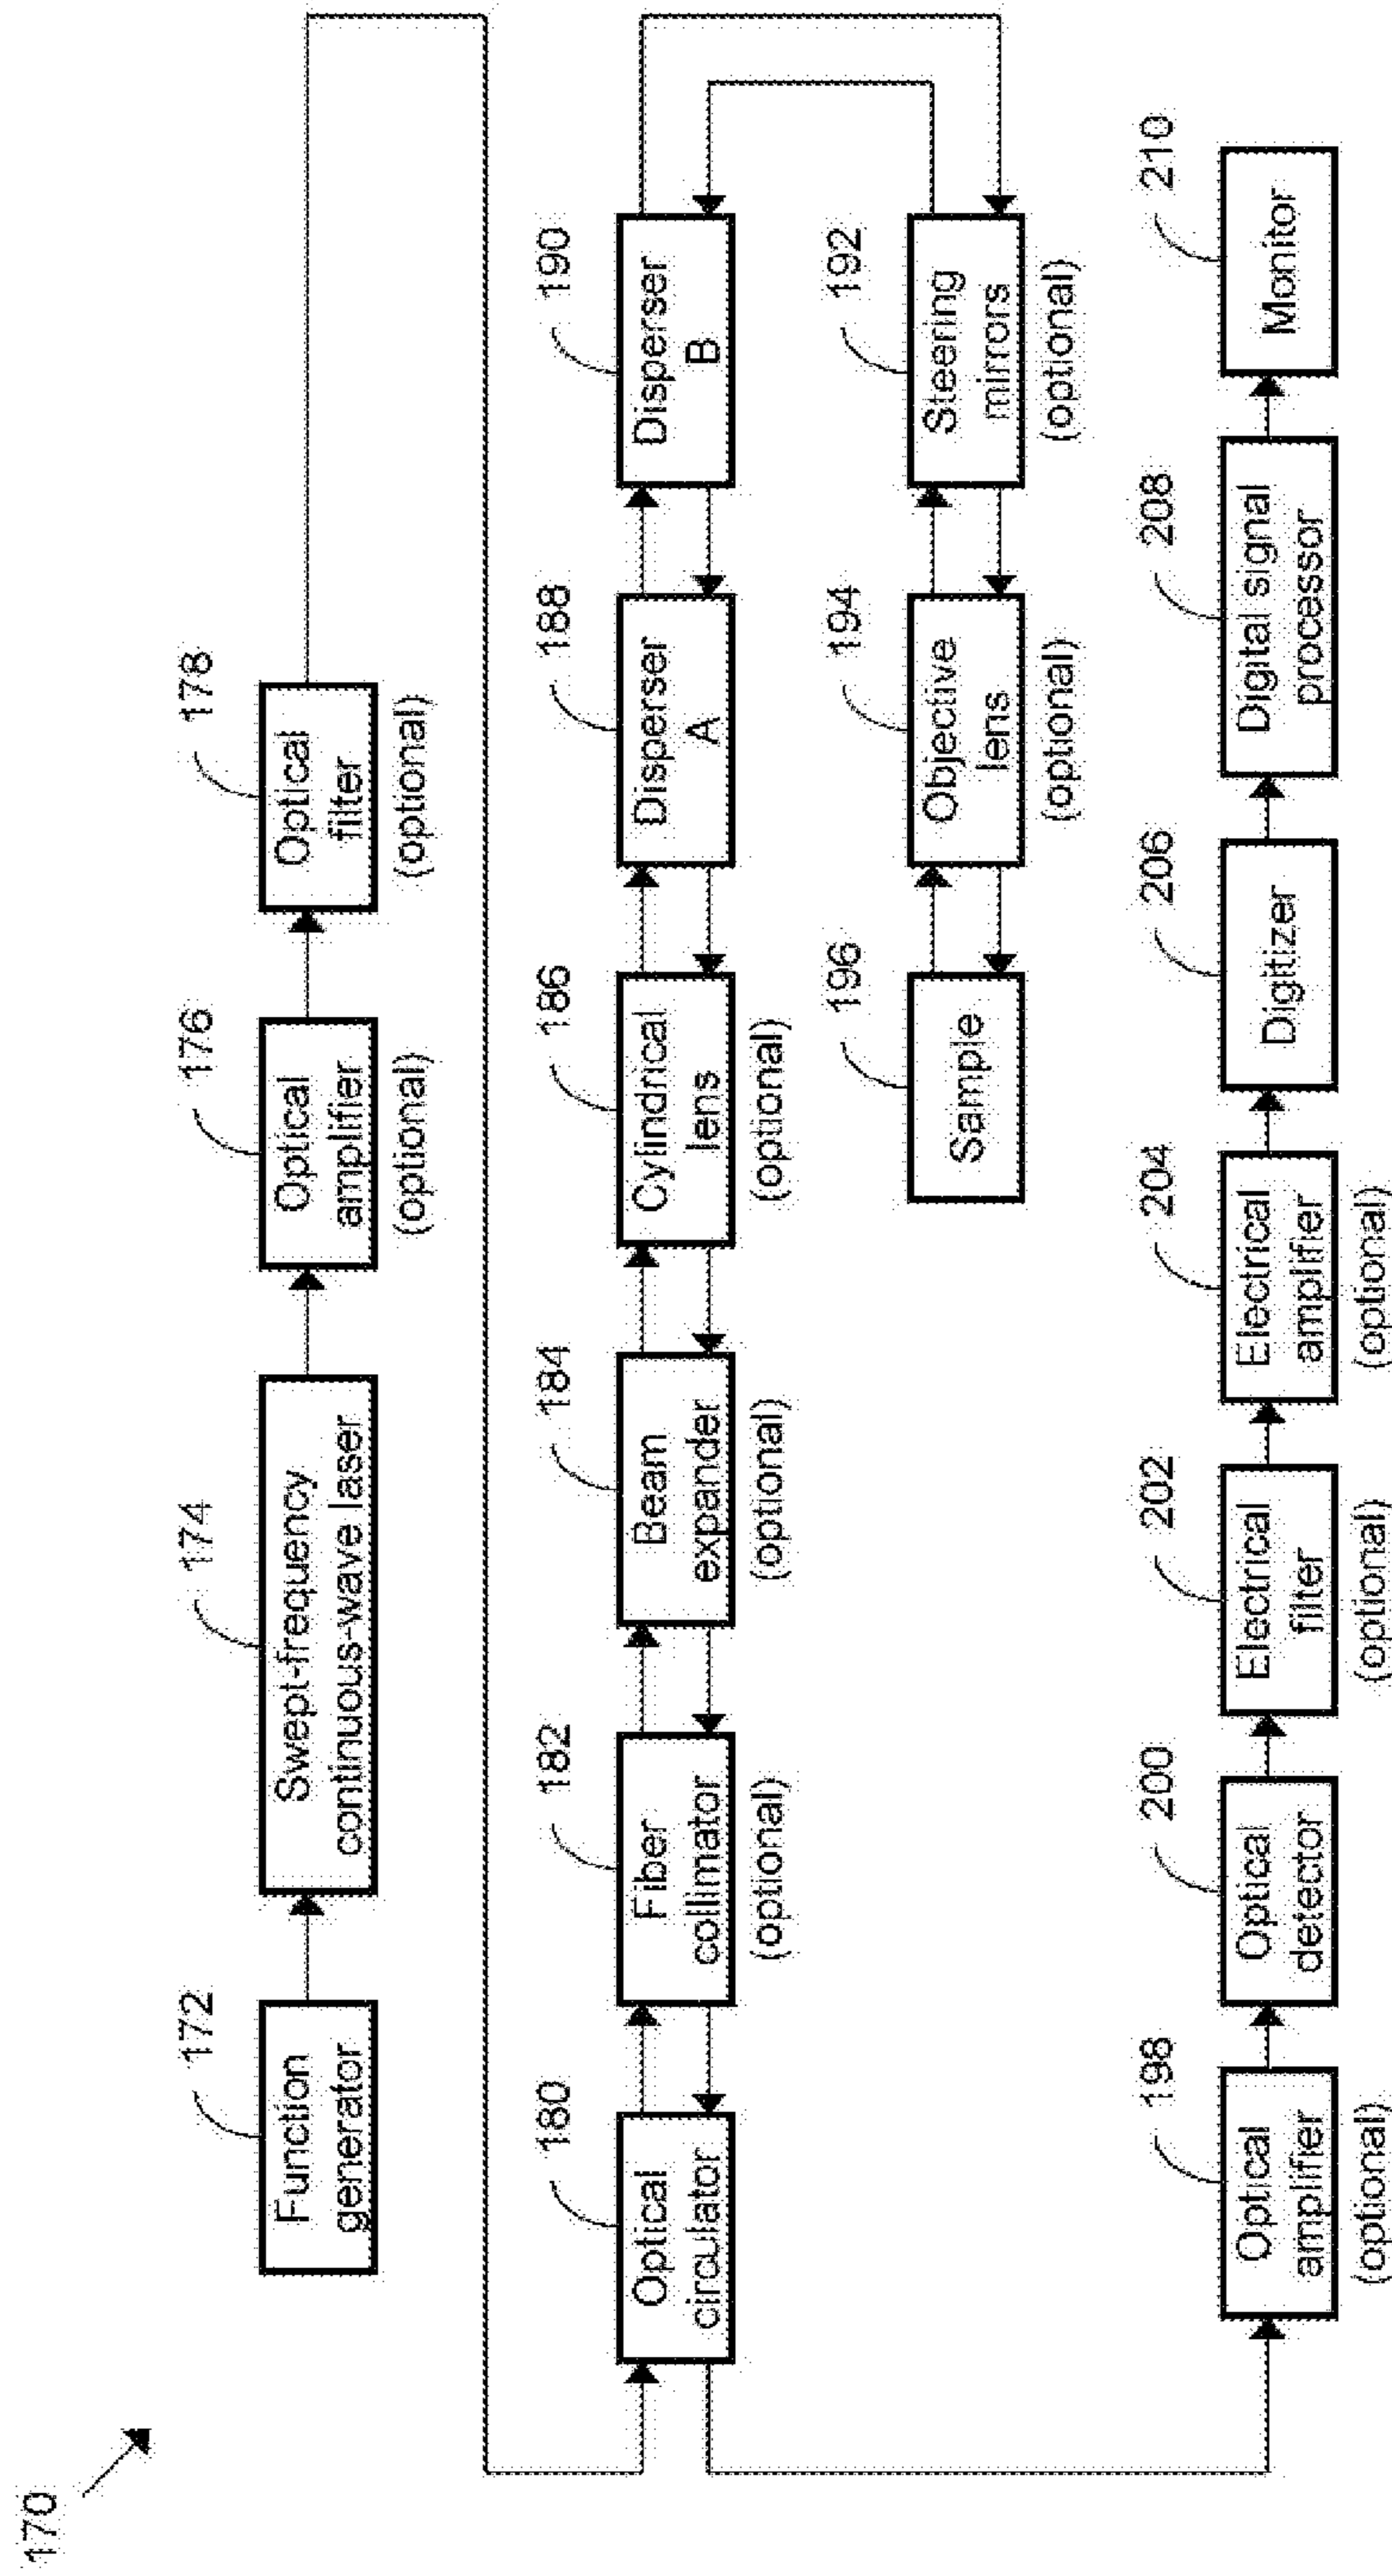 170
172
Function
generator
174
Swept-frequency
continuous-wave laser
176
Optical
amplifier
(optional)
178
Optical
filter
(optional)
180
Optical
circulator
182
Fiber
collimator
(optional)
184
Beam
expander
(optional)
186
Cylindrical
lens
(optional)
188
Disperser
A
190
Disperser
B
192
Steering
mirrors
(optional)
194
Objective
lens
(optional)
196
Sample
198
Optical
amplifier
(optional)
200
Optical
detector
202
Electrical
filter
(optional)
204
Electrical
amplifier
(optional)
206
Digitizer
208
Digital signal
processor
210
Monitor